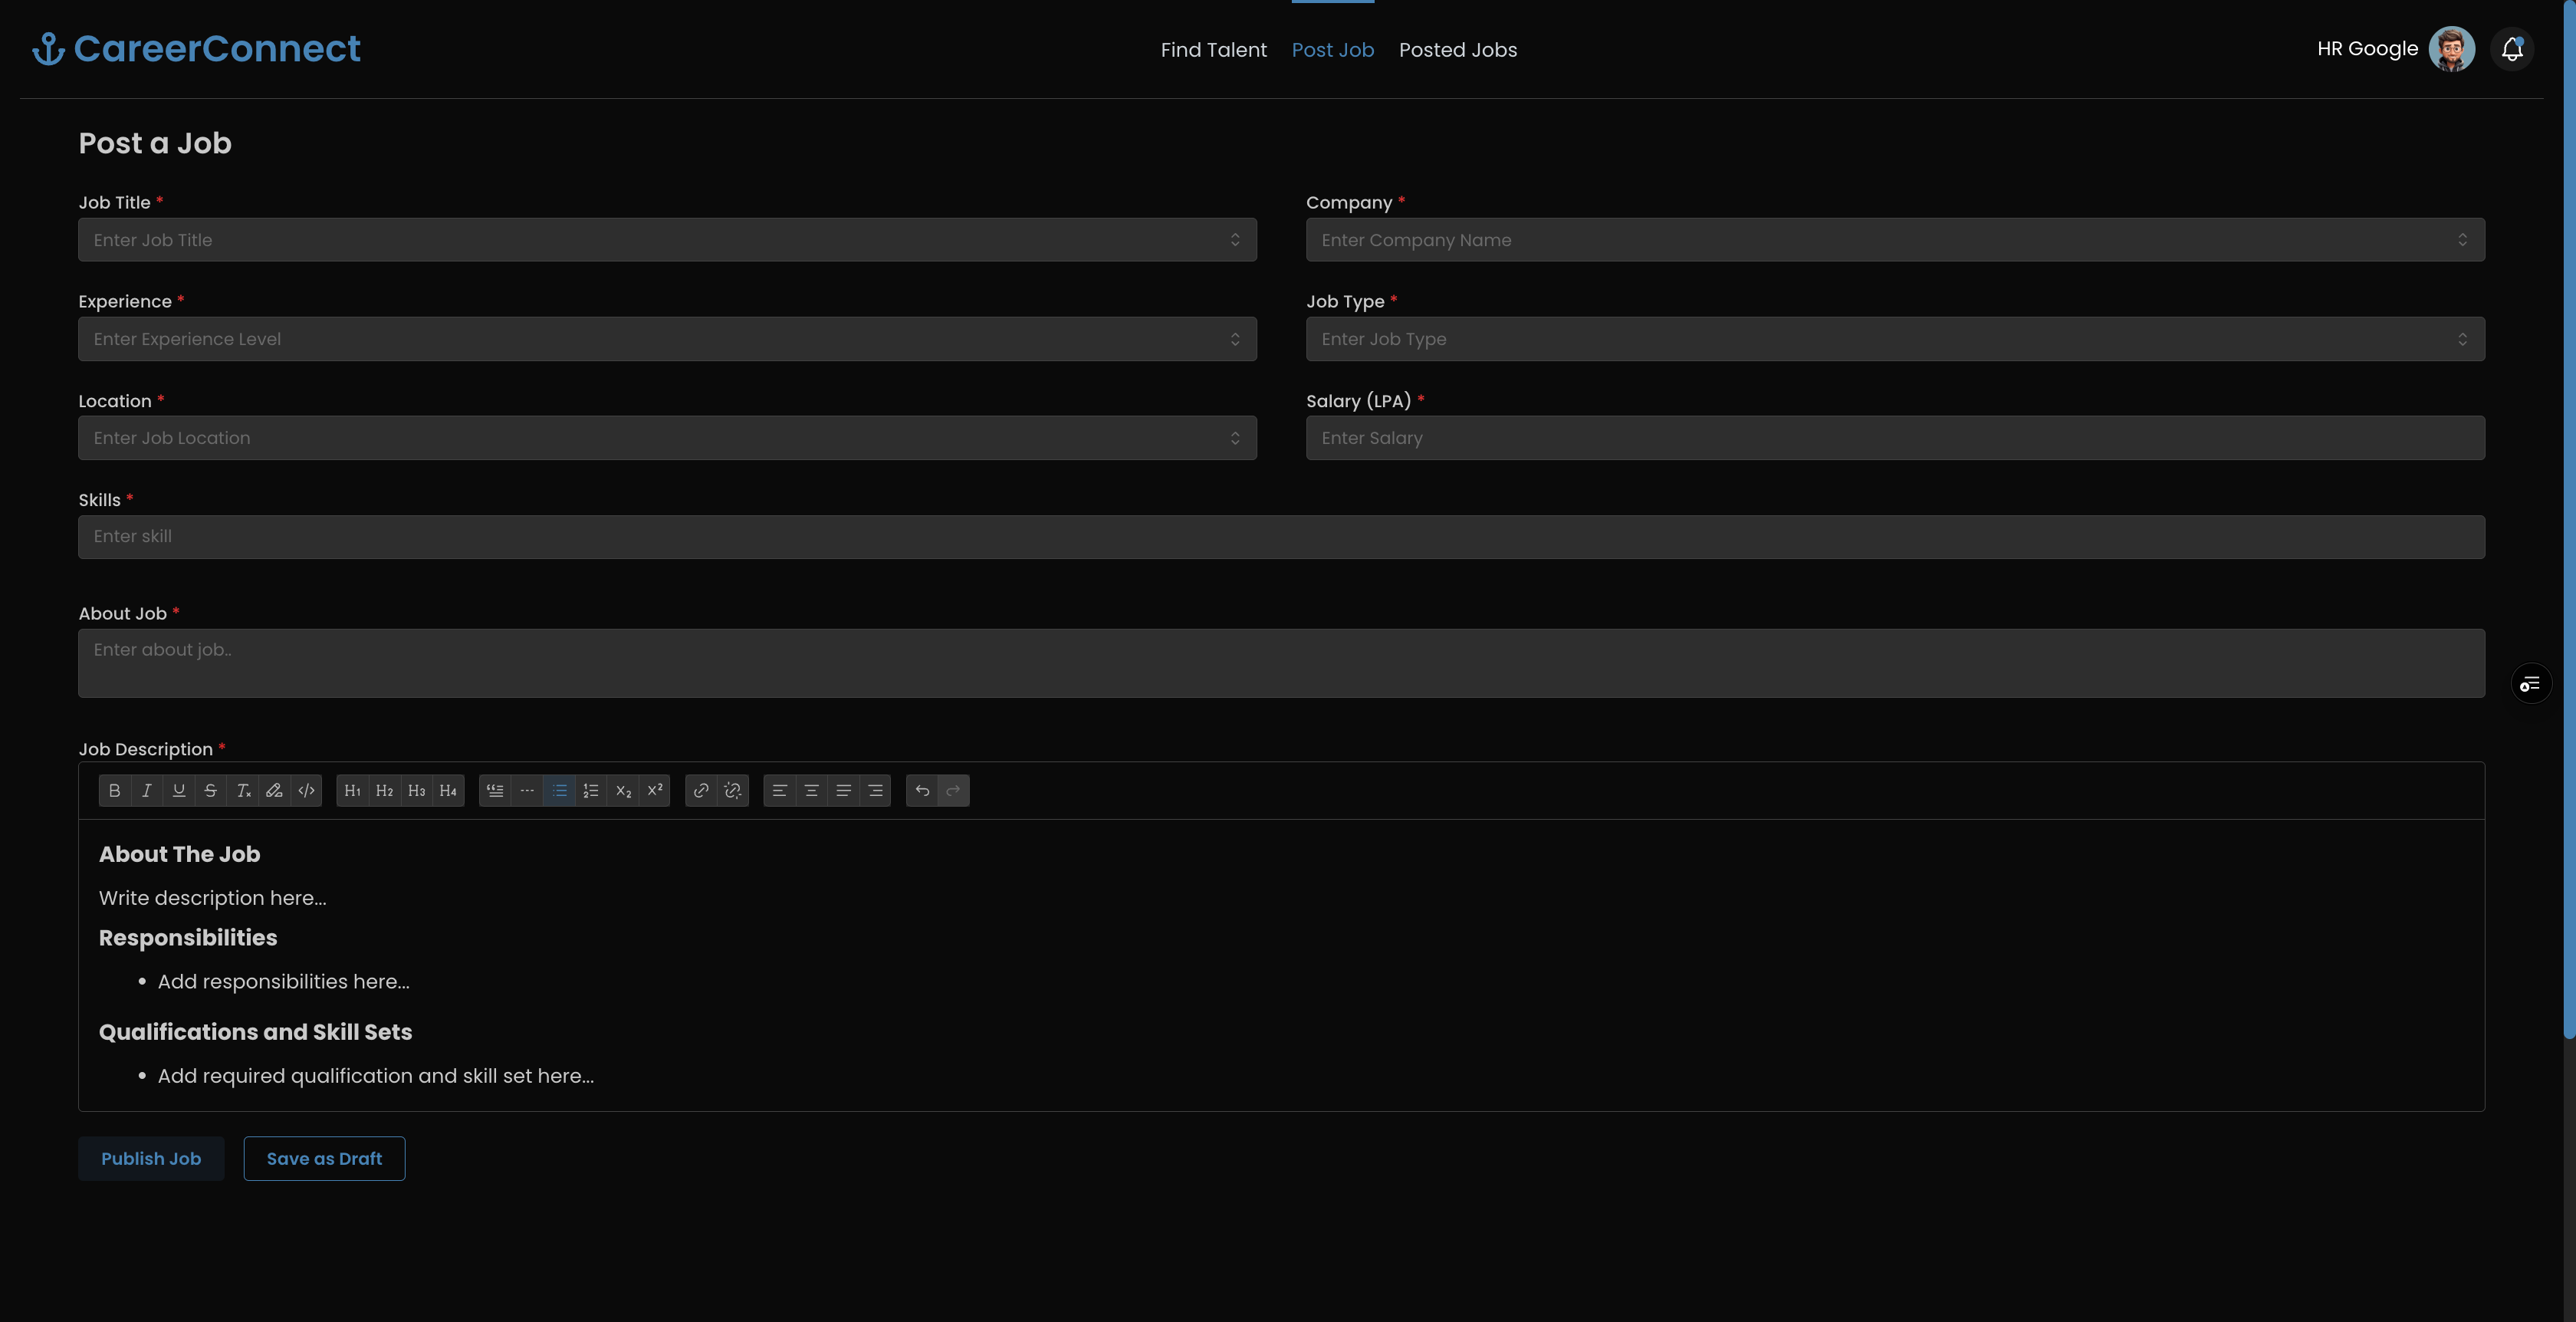 CareerConnect
Find Talent Post Job Posted Jobs
HR Google
Post a Job
Job Title *
Enter Job Title
Company *
Enter Company Name
Experience *
Enter Experience Level
Job Type *
Enter Job Type
Location *
Enter Job Location
Salary (LPA) *
Enter Salary
Skills *
Enter skill
About Job *
Enter about job..
Job Description *
B I U S Tx </> H1 H2 H3 H4 X2 X2
About The Job
Write description here...
Responsibilities
• Add responsibilities here...
Qualifications and Skill Sets
• Add required qualification and skill set here...
Publish Job Save as Draft